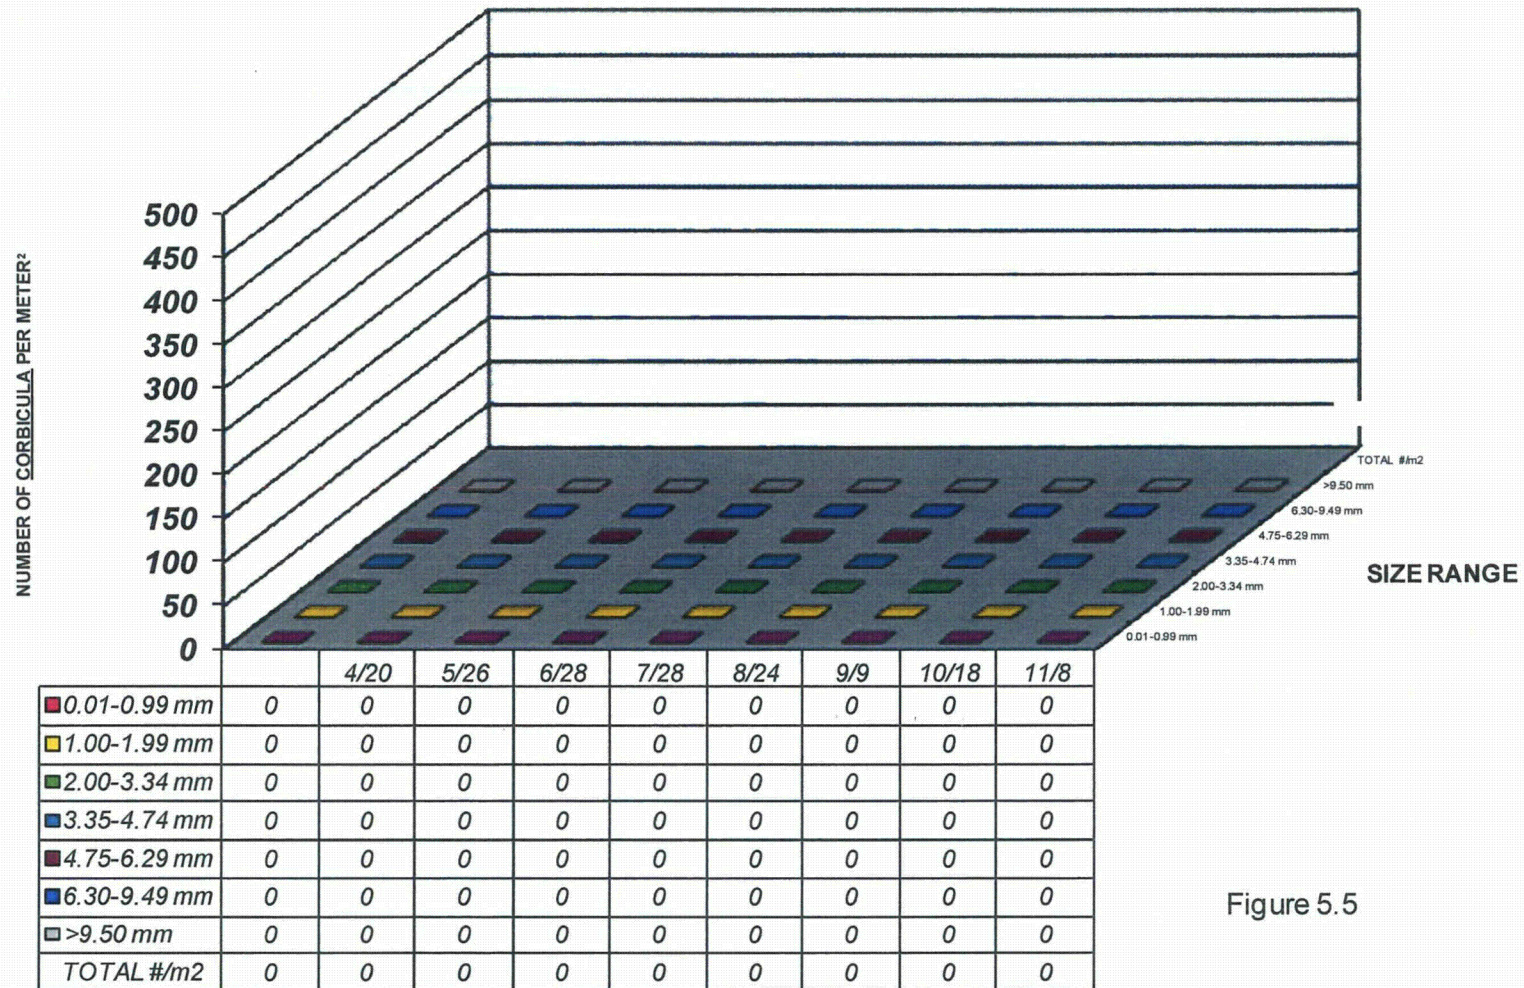 500
450
400
350
300
250
200
150
100
50
0
NUMBER OF CORBICULA PER METER²
TOTAL #/m2
>9.50 mm
6.30-9.49 mm
4.75-6.29 mm
3.35-4.74 mm
2.00-3.34 mm
1.00-1.99 mm
0.01-0.99 mm
SIZE RANGE
4/20 5/26 6/28 7/28 8/24 9/9 10/18 11/8
0.01-0.99 mm 0 0 0 0 0 0 0 0 0
1.00-1.99 mm 0 0 0 0 0 0 0 0 0
2.00-3.34 mm 0 0 0 0 0 0 0 0 0
3.35-4.74 mm 0 0 0 0 0 0 0 0 0
4.75-6.29 mm 0 0 0 0 0 0 0 0 0
6.30-9.49 mm 0 0 0 0 0 0 0 0 0
>9.50 mm 0 0 0 0 0 0 0 0 0
TOTAL #/m2 0 0 0 0 0 0 0 0 0
Figure 5.5